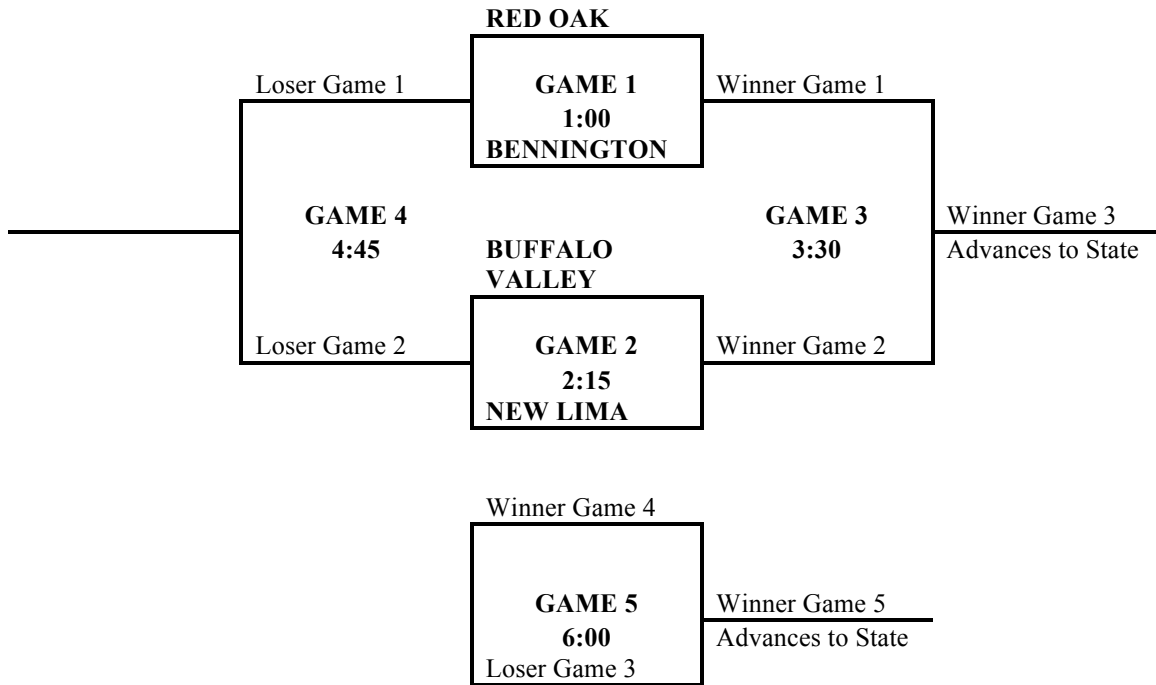 RED OAK
Loser Game 1
GAME 1
Winner Game 1
1:00
BENNINGTON
GAME 4
GAME 3
Winner Game 3
4:45
BUFFALO
3:30
Advances to State
VALLEY
Loser Game 2
GAME 2
Winner Game 2
2:15
NEW LIMA
Winner Game 4
GAME 5
Winner Game 5
6:00
Advances to State
Loser Game 3